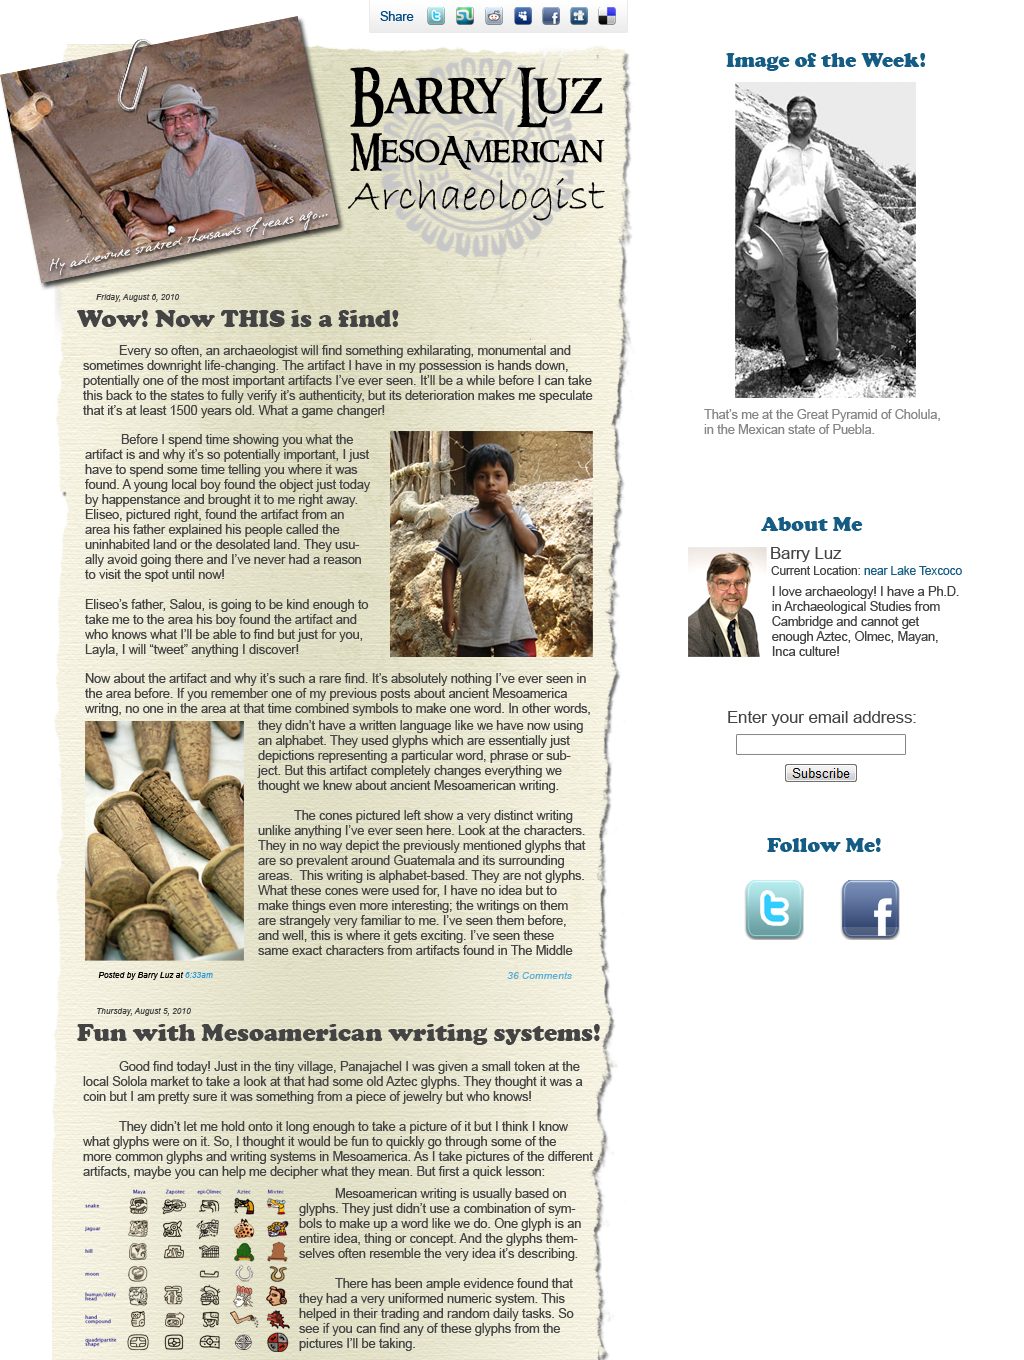 Share
BARRY LUZ
MESOAMERICAN
Archaeologist
My adventure started thousands of years ago...
Friday, August 6, 2010
Wow! Now THIS is a find!
Every so often, an archaeologist will find something exhilarating, monumental and
sometimes downright life-changing. The artifact I have in my possession is hands down,
potentially one of the most important artifacts I've ever seen. It'll be a while before I can take
this back to the states to fully verify it's authenticity, but its deterioration makes me speculate
that it's at least 1500 years old. What a game changer!
Before I spend time showing you what the
artifact is and why it's so potentially important, I just
have to spend some time telling you where it was
found. A young local boy found the object just today
by happenstance and brought it to me right away.
Eliseo, pictured right, found the artifact from an
area his father explained his people called the
uninhabited land or the desolated land. They usu-
ally avoid going there and I've never had a reason
to visit the spot until now!
Eliseo's father, Salou, is going to be kind enough to
take me to the area his boy found the artifact and
who knows what I'll be able to find but just for you,
Layla, I will "tweet" anything I discover!
Now about the artifact and why it's such a rare find. It's absolutely nothing I've ever seen in
the area before. If you remember one of my previous posts about ancient Mesoamerica
writng, no one in the area at that time combined symbols to make one word. In other words,
they didn't have a written language like we have now using
an alphabet. They used glyphs which are essentially just
depictions representing a particular word, phrase or sub-
ject. But this artifact completely changes everything we
thought we knew about ancient Mesoamerican writing.
The cones pictured left show a very distinct writing
unlike anything I've ever seen here. Look at the characters.
They in no way depict the previously mentioned glyphs that
are so prevalent around Guatemala and its surrounding
areas. This writing is alphabet-based. They are not glyphs.
What these cones were used for, I have no idea but to
make things even more interesting; the writings on them
are strangely very familiar to me. I've seen them before,
and well, this is where it gets exciting. I've seen these
same exact characters from artifacts found in The Middle
Posted by Barry Luz at 6:33am
36 Comments
Thursday, August 5, 2010
Fun with Mesoamerican writing systems!
Good find today! Just in the tiny village, Panajachel I was given a small token at the
local Solola market to take a look at that had some old Aztec glyphs. They thought it was a
coin but I am pretty sure it was something from a piece of jewelry but who knows!
They didn't let me hold onto it long enough to take a picture of it but I think I know
what glyphs were on it. So, I thought it would be fun to quickly go through some of the
more common glyphs and writing systems in Mesoamerica. As I take pictures of the different
artifacts, maybe you can help me decipher what they mean. But first a quick lesson:
Maya Zapotec epi-Olmec Aztec Mixtec
snake
jaguar
hill
moon
human/deity
head
hand
compound
quadripartite
shape
Mesoamerican writing is usually based on
glyphs. They just didn't use a combination of sym-
bols to make up a word like we do. One glyph is an
entire idea, thing or concept. And the glyphs them-
selves often resemble the very idea it's describing.
There has been ample evidence found that
they had a very uniformed numeric system. This
helped in their trading and random daily tasks. So
see if you can find any of these glyphs from the
pictures I'll be taking.
Image of the Week!
That's me at the Great Pyramid of Cholula,
in the Mexican state of Puebla.
About Me
Barry Luz
Current Location: near Lake Texcoco
I love archaeology! I have a Ph.D.
in Archaeological Studies from
Cambridge and cannot get
enough Aztec, Olmec, Mayan,
Inca culture!
Enter your email address:
Subscribe
Follow Me!